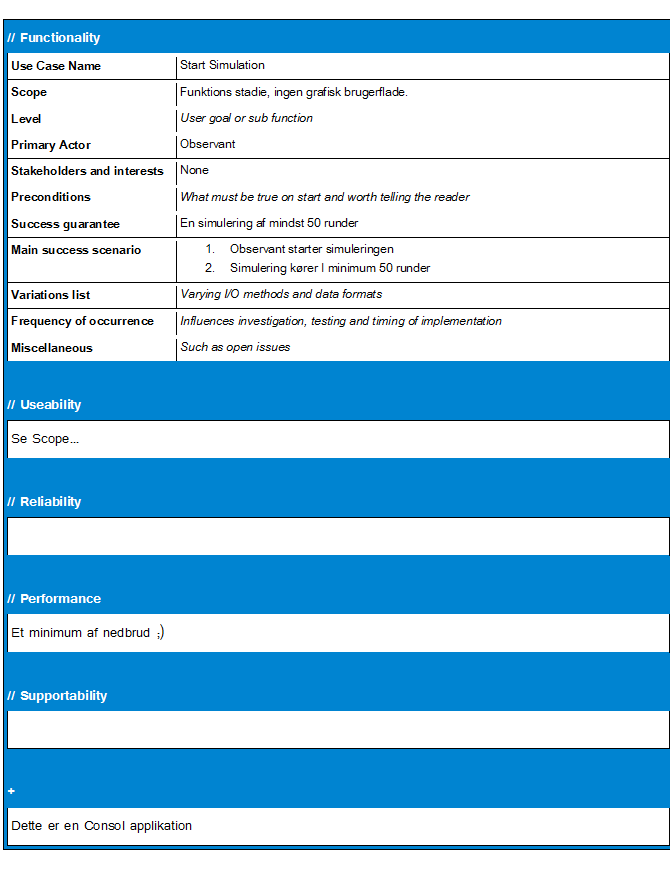 // Functionality
Use Case Name Start Simulation
Scope Funktions stadie, ingen grafisk brugerflade.
Level User goal or sub function
Primary Actor Observant
Stakeholders and interests None
Preconditions What must be true on start and worth telling the reader
Success guarantee En simulering af mindst 50 runder
Main success scenario 1. Observant starter simuleringen
2. Simulering kører I minimum 50 runder
Variations list Varying I/O methods and data formats
Frequency of occurrence Influences investigation, testing and timing of implementation
Miscellaneous Such as open issues
// Useability
Se Scope...
// Reliability
// Performance
Et minimum af nedbrud ;)
// Supportability
+
Dette er en Consol applikation